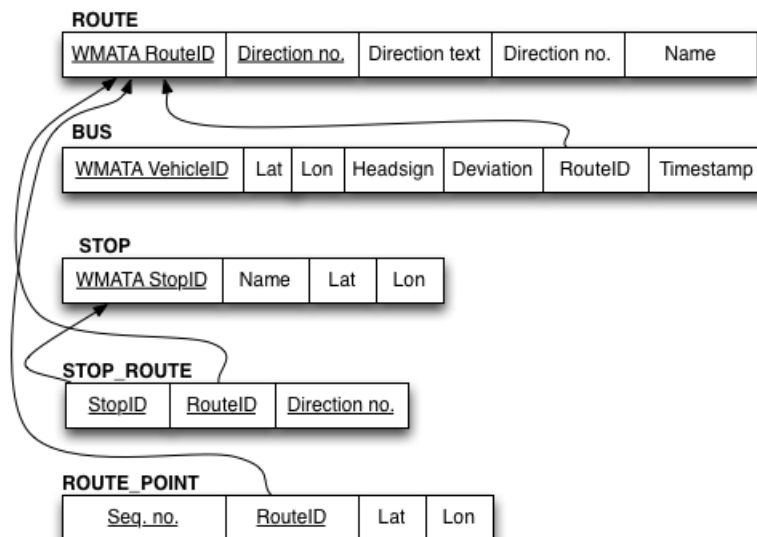 ROUTE
WMATA RouteID Direction no. Direction text Direction no. Name
BUS
WMATA VehicleID Lat Lon Headsign Deviation RouteID Timestamp
STOP
WMATA StopID Name Lat Lon
STOP_ROUTE
StopID RouteID Direction no.
ROUTE_POINT
Seq. no. RouteID Lat Lon